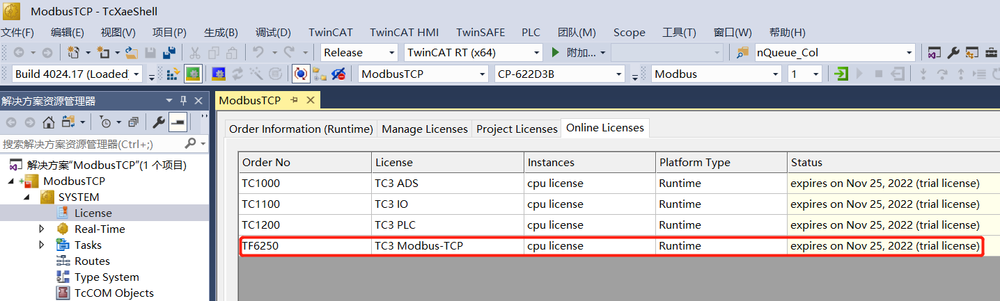 ModbusTCP - TcXaeShell
文件(F) 编辑(E) 视图(V) 项目(P) 生成(B) 调试(D) TwinCAT TwinCAT HMI TwinSAFE PLC 团队(M) Scope 工具(T) 窗口(W) 帮助(H)
Release TwinCAT RT (x64) 附加... nQueue_Col
Build 4024.17 (Loaded) ModbusTCP CP-622D3B Modbus 1
解决方案资源管理器
ModbusTCP
Order Information (Runtime) Manage Licenses Project Licenses Online Licenses
搜索解决方案资源管理器(Ctrl+;)
解决方案"ModbusTCP"(1 个项目)
ModbusTCP
SYSTEM
License
Real-Time
Tasks
Routes
Type System
TcCOM Objects
Order No License Instances Platform Type Status
TC1000 TC3 ADS cpu license Runtime expires on Nov 25, 2022 (trial license)
TC1100 TC3 IO cpu license Runtime expires on Nov 25, 2022 (trial license)
TC1200 TC3 PLC cpu license Runtime expires on Nov 25, 2022 (trial license)
TF6250 TC3 Modbus-TCP cpu license Runtime expires on Nov 25, 2022 (trial license)